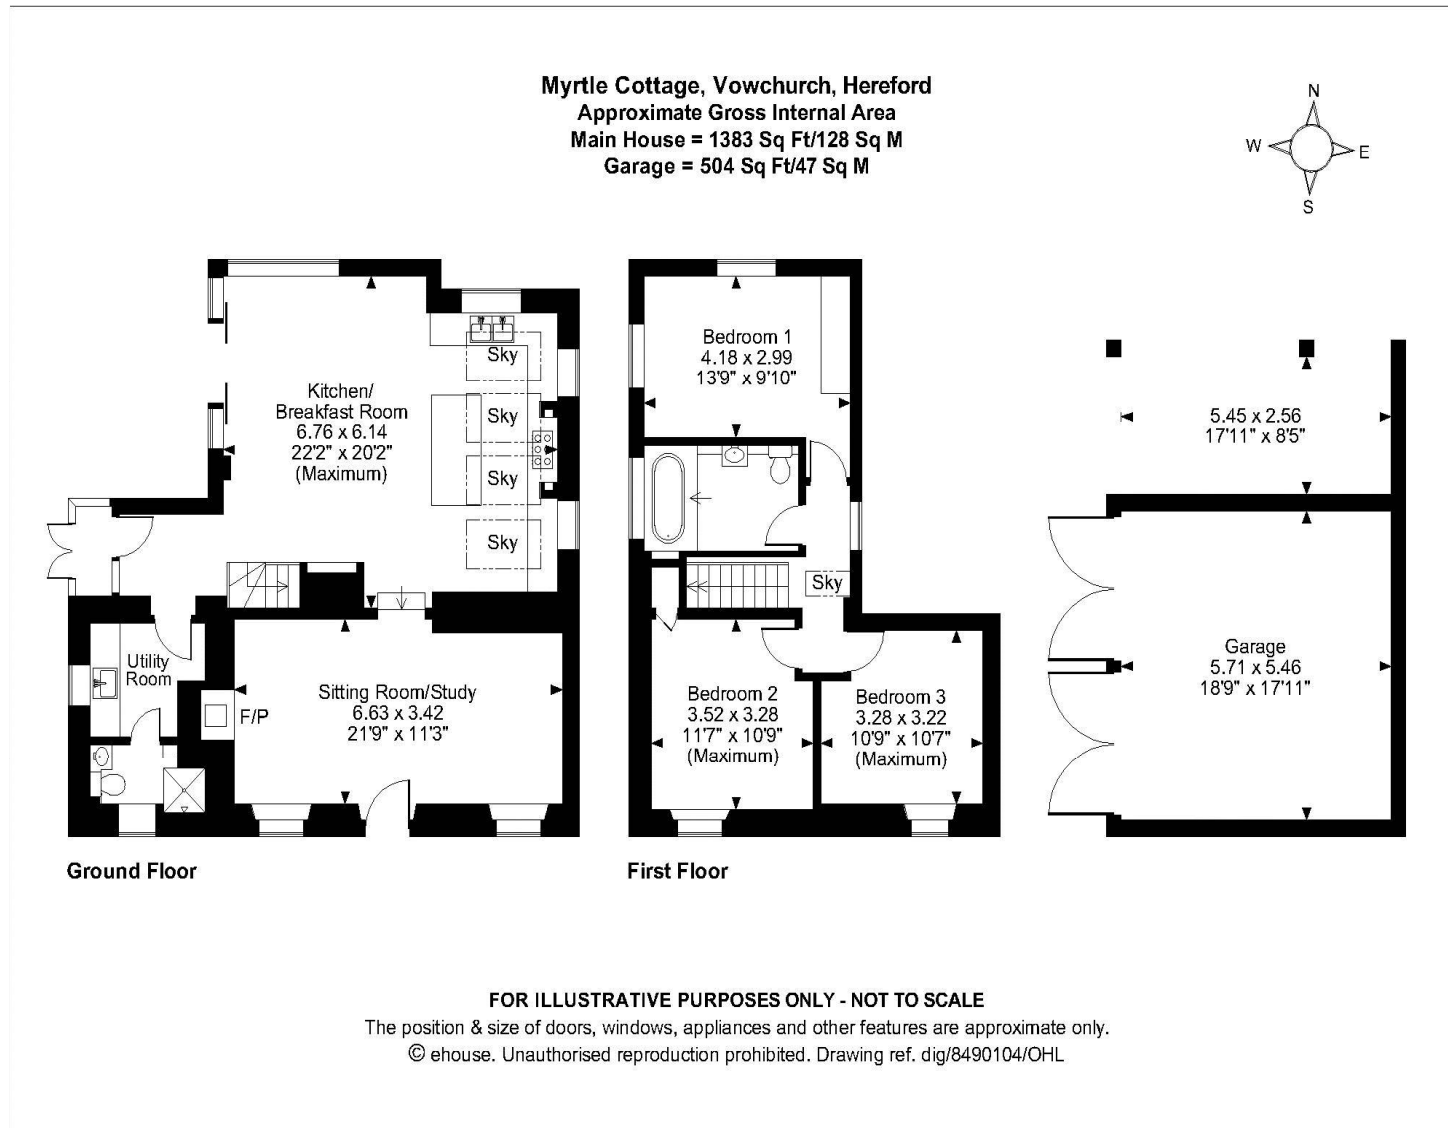 Myrtle Cottage, Vowchurch, Hereford
Approximate Gross Internal Area
Main House = 1383 Sq Ft/128 Sq M
Garage = 504 Sq Ft/47 Sq M
N
W
E
S
Kitchen/
Breakfast Room
6.76 x 6.14
22'2" x 20'2"
(Maximum)
Sky
Sky
Sky
Sky
Utility
Room
F/P
Sitting Room/Study
6.63 x 3.42
21'9" x 11'3"
Ground Floor
Bedroom 1
4.18 x 2.99
13'9" x 9'10"
Sky
Bedroom 2
3.52 x 3.28
11'7" x 10'9"
(Maximum)
Bedroom 3
3.28 x 3.22
10'9" x 10'7"
(Maximum)
First Floor
5.45 x 2.56
17'11" x 8'5"
Garage
5.71 x 5.46
18'9" x 17'11"
FOR ILLUSTRATIVE PURPOSES ONLY - NOT TO SCALE
The position & size of doors, windows, appliances and other features are approximate only.
© ehouse. Unauthorised reproduction prohibited. Drawing ref. dig/8490104/OHL